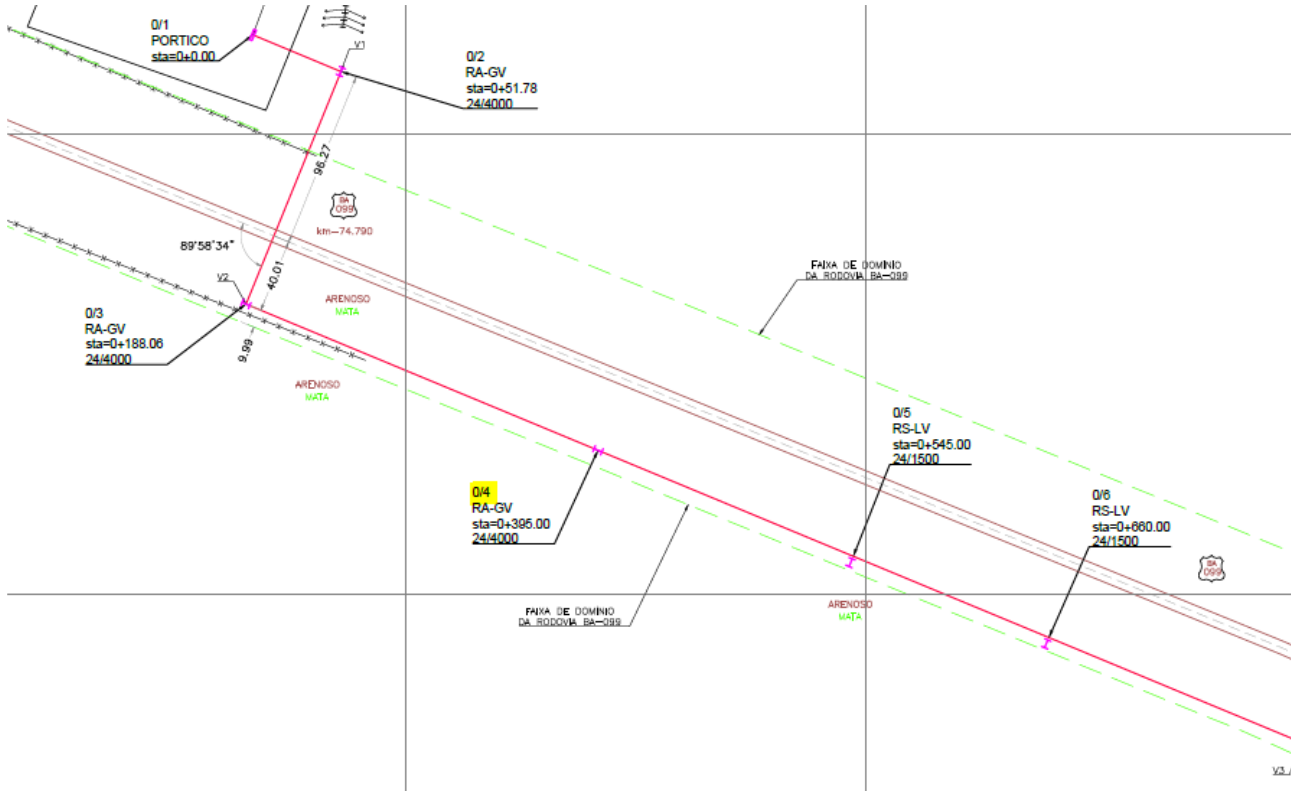 0/1
PORTICO
sta=0+0.00
V1
0/2
RA-GV
sta=0+51.78
24/4000
96.27
BA
099
km-74.790
89°58'34"
40.01
V2
ARENOSO
MATA
0/3
RA-GV
sta=0+188.06
24/4000
9.99
ARENOSO
MATA
FAIXA DE DOMÍNIO
DA RODOVIA BA-099
0/4
RA-GV
sta=0+395.00
24/4000
0/5
RS-LV
sta=0+545.00
24/1500
0/6
RS-LV
sta=0+660.00
24/1500
BA
099
FAIXA DE DOMÍNIO
DA RODOVIA BA-099
ARENOSO
MATA
V3